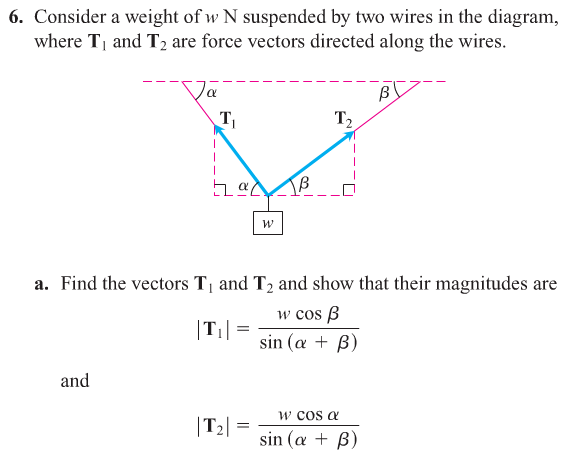 6. Consider a weight of w N suspended by two wires in the diagram,
where T₁ and T₂ are force vectors directed along the wires.
α β
T₁ T₂
α β
w
a. Find the vectors T₁ and T₂ and show that their magnitudes are
|T₁| = w cos β / sin (α + β)
and
|T₂| = w cos α / sin (α + β)